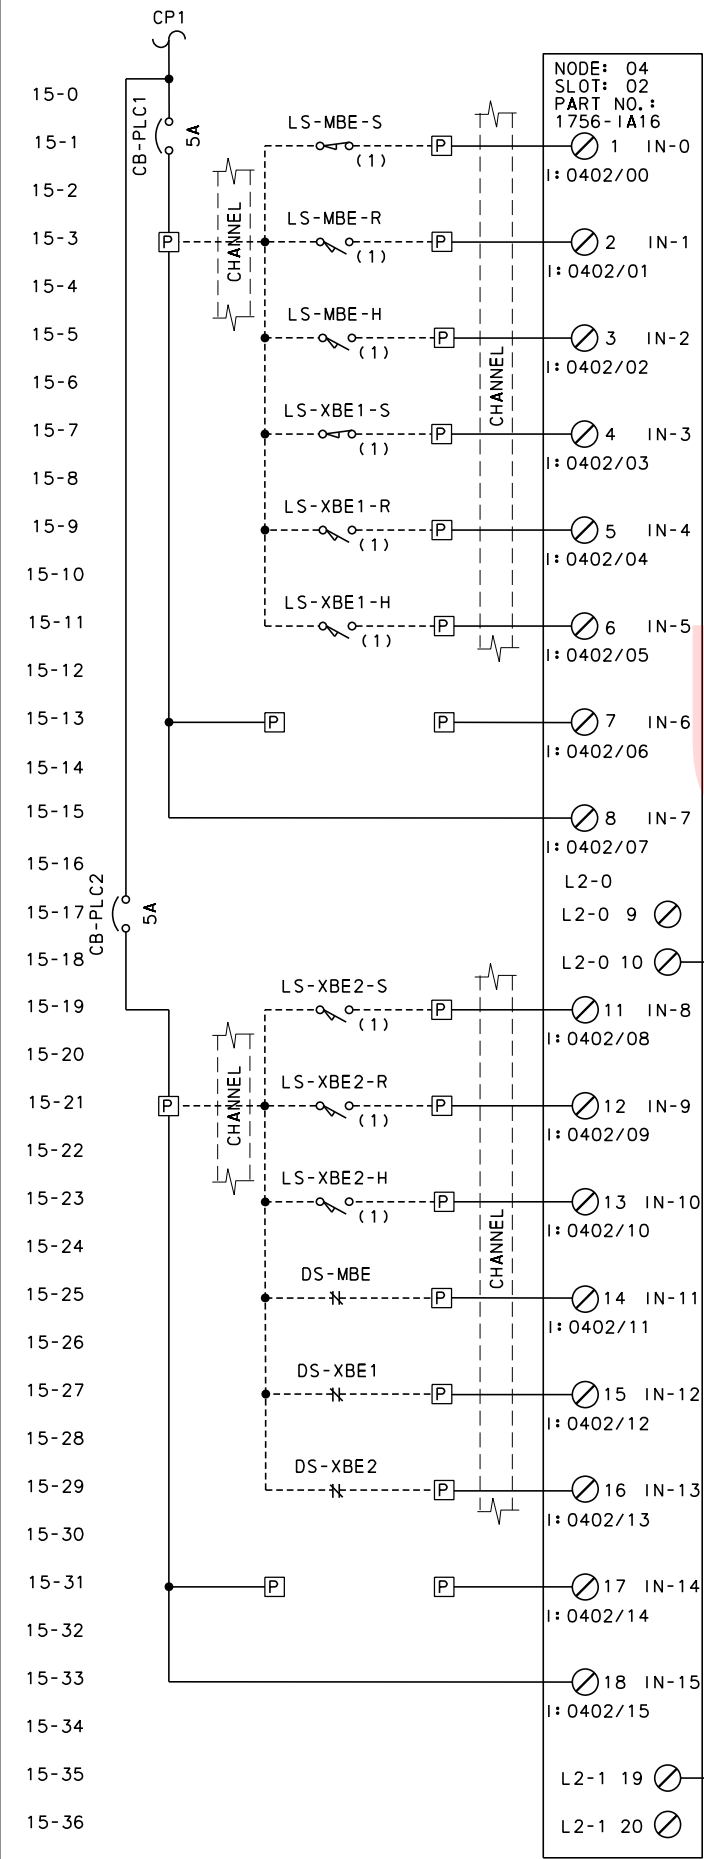 CP1
NODE: 04
SLOT: 02
PART NO.:
1756-IA16
15-0
CB-PLC1
5A
15-1
LS-MBE-S
(1)
P
1 IN-0
I:0402/00
15-2
CHANNEL
15-3
P
LS-MBE-R
(1)
P
2 IN-1
I:0402/01
15-4
15-5
LS-MBE-H
(1)
P
3 IN-2
I:0402/02
15-6
CHANNEL
15-7
LS-XBE1-S
(1)
P
4 IN-3
I:0402/03
15-8
15-9
LS-XBE1-R
(1)
P
5 IN-4
I:0402/04
15-10
15-11
LS-XBE1-H
(1)
P
6 IN-5
I:0402/05
15-12
15-13
P
P
7 IN-6
I:0402/06
15-14
15-15
8 IN-7
I:0402/07
15-16
L2-0
CB-PLC2
5A
15-17
L2-0 9
15-18
L2-0 10
15-19
LS-XBE2-S
(1)
P
11 IN-8
I:0402/08
15-20
CHANNEL
15-21
P
LS-XBE2-R
(1)
P
12 IN-9
I:0402/09
15-22
15-23
LS-XBE2-H
(1)
P
13 IN-10
I:0402/10
15-24
CHANNEL
15-25
DS-MBE
P
14 IN-11
I:0402/11
15-26
15-27
DS-XBE1
P
15 IN-12
I:0402/12
15-28
15-29
DS-XBE2
P
16 IN-13
I:0402/13
15-30
15-31
P
P
17 IN-14
I:0402/14
15-32
15-33
18 IN-15
I:0402/15
15-34
15-35
L2-1 19
15-36
L2-1 20